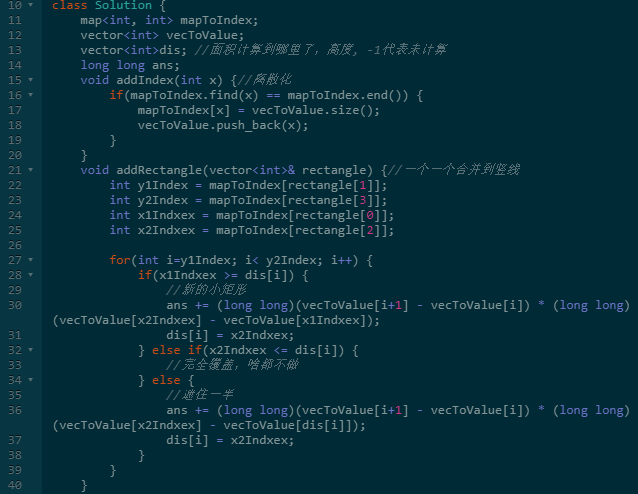 10 class Solution {
11 map<int, int> mapToIndex;
12 vector<int> vecToValue;
13 vector<int>dis; //面积计算到哪里了，高度, -1代表未计算
14 long long ans;
15 void addIndex(int x) {//离散化
16 if(mapToIndex.find(x) == mapToIndex.end()) {
17 mapToIndex[x] = vecToValue.size();
18 vecToValue.push_back(x);
19 }
20 }
21 void addRectangle(vector<int>& rectangle) {//一个一个合并到竖线
22 int y1Index = mapToIndex[rectangle[1]];
23 int y2Index = mapToIndex[rectangle[3]];
24 int x1Indxex = mapToIndex[rectangle[0]];
25 int x2Indxex = mapToIndex[rectangle[2]];
26
27 for(int i=y1Index; i< y2Index; i++) {
28 if(x1Indxex >= dis[i]) {
29 //新的小矩形
30 ans += (long long)(vecToValue[i+1] - vecToValue[i]) * (long long)
(vecToValue[x2Indxex] - vecToValue[x1Indxex]);
31 dis[i] = x2Indxex;
32 } else if(x2Indxex <= dis[i]) {
33 //完全覆盖，啥都不做
34 } else {
35 //遮住一半
36 ans += (long long)(vecToValue[i+1] - vecToValue[i]) * (long long)
(vecToValue[x2Indxex] - vecToValue[dis[i]]);
37 dis[i] = x2Indxex;
38 }
39 }
40 }